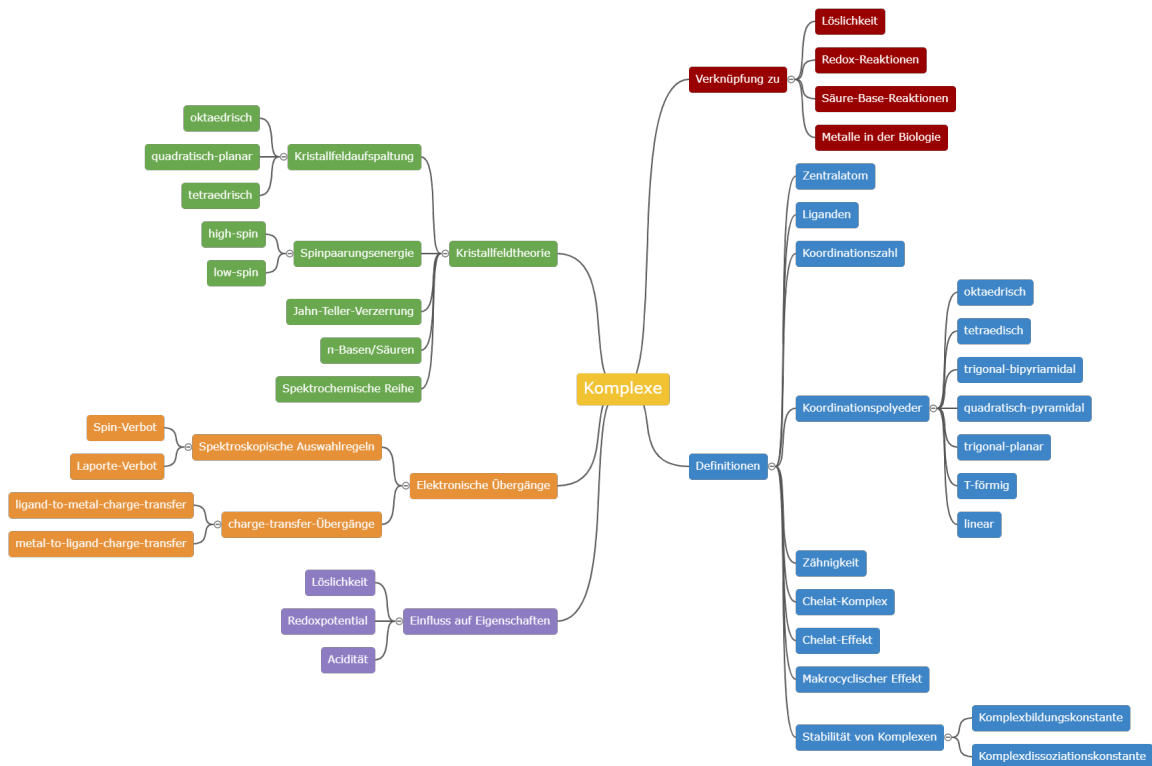 Komplexe
Verknüpfung zu
Löslichkeit
Redox-Reaktionen
Säure-Base-Reaktionen
Metalle in der Biologie
Definitionen
Zentralatom
Liganden
Koordinationszahl
Koordinationspolyeder
oktaedrisch
tetraedisch
trigonal-bipyriamidal
quadratisch-pyramidal
trigonal-planar
T-förmig
linear
Zähnigkeit
Chelat-Komplex
Chelat-Effekt
Makrocyclischer Effekt
Stabilität von Komplexen
Komplexbildungskonstante
Komplexdissoziationskonstante
Kristallfeldtheorie
Kristallfeldaufspaltung
oktaedrisch
quadratisch-planar
tetraedrisch
Spinpaarungsenergie
high-spin
low-spin
Jahn-Teller-Verzerrung
π-Basen/Säuren
Spektrochemische Reihe
Elektronische Übergänge
Spektroskopische Auswahlregeln
Spin-Verbot
Laporte-Verbot
charge-transfer-Übergänge
ligand-to-metal-charge-transfer
metal-to-ligand-charge-transfer
Einfluss auf Eigenschaften
Löslichkeit
Redoxpotential
Acidität